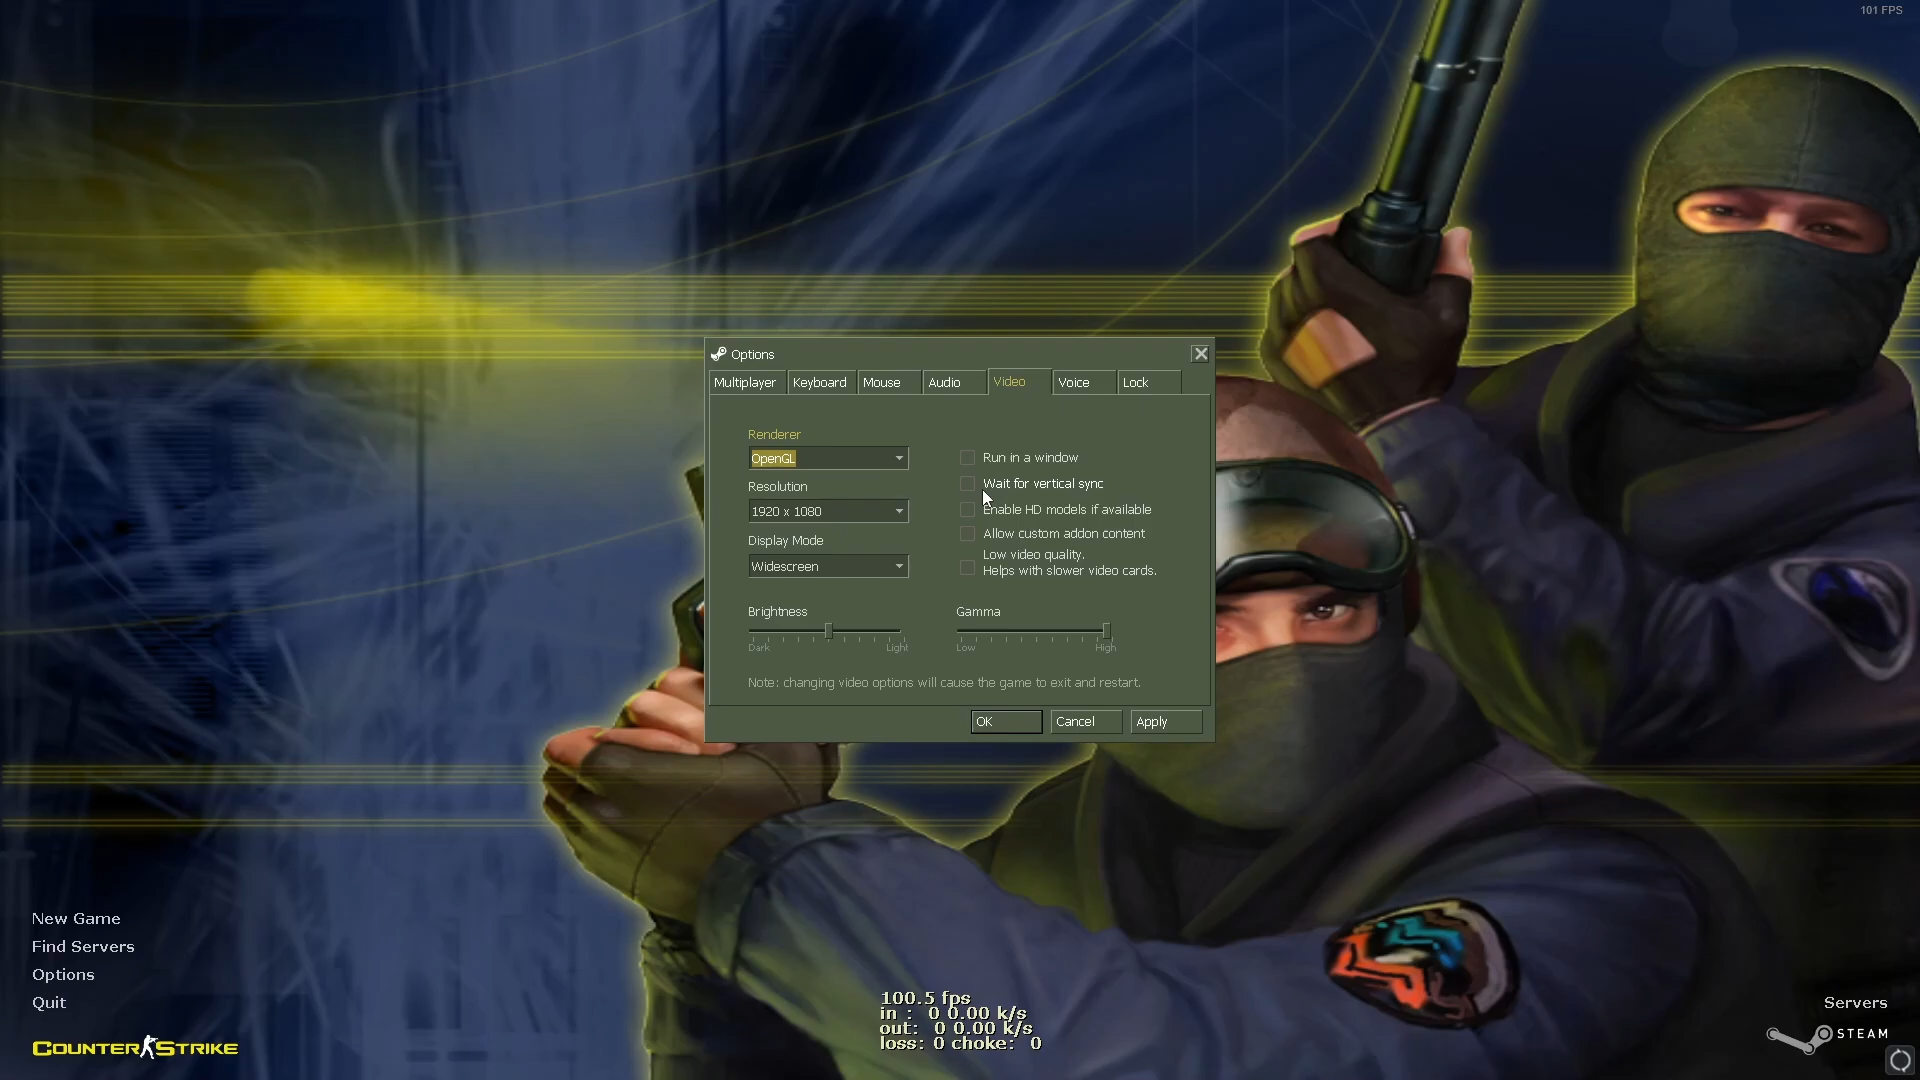 101 FPS
Options
Multiplayer Keyboard Mouse Audio Video Voice Lock
Renderer
OpenGL
Resolution
1920 x 1080
Display Mode
Widescreen
Run in a window
Wait for vertical sync
Enable HD models if available
Allow custom addon content
Low video quality.
Helps with slower video cards.
Brightness
Dark Light
Gamma
Low High
Note: changing video options will cause the game to exit and restart.
OK Cancel Apply
New Game
Find Servers
Options
Quit
COUNTER STRIKE
100.5 fps
in : 0 0.00 k/s
out: 0 0.00 k/s
loss: 0 choke: 0
Servers
STEAM